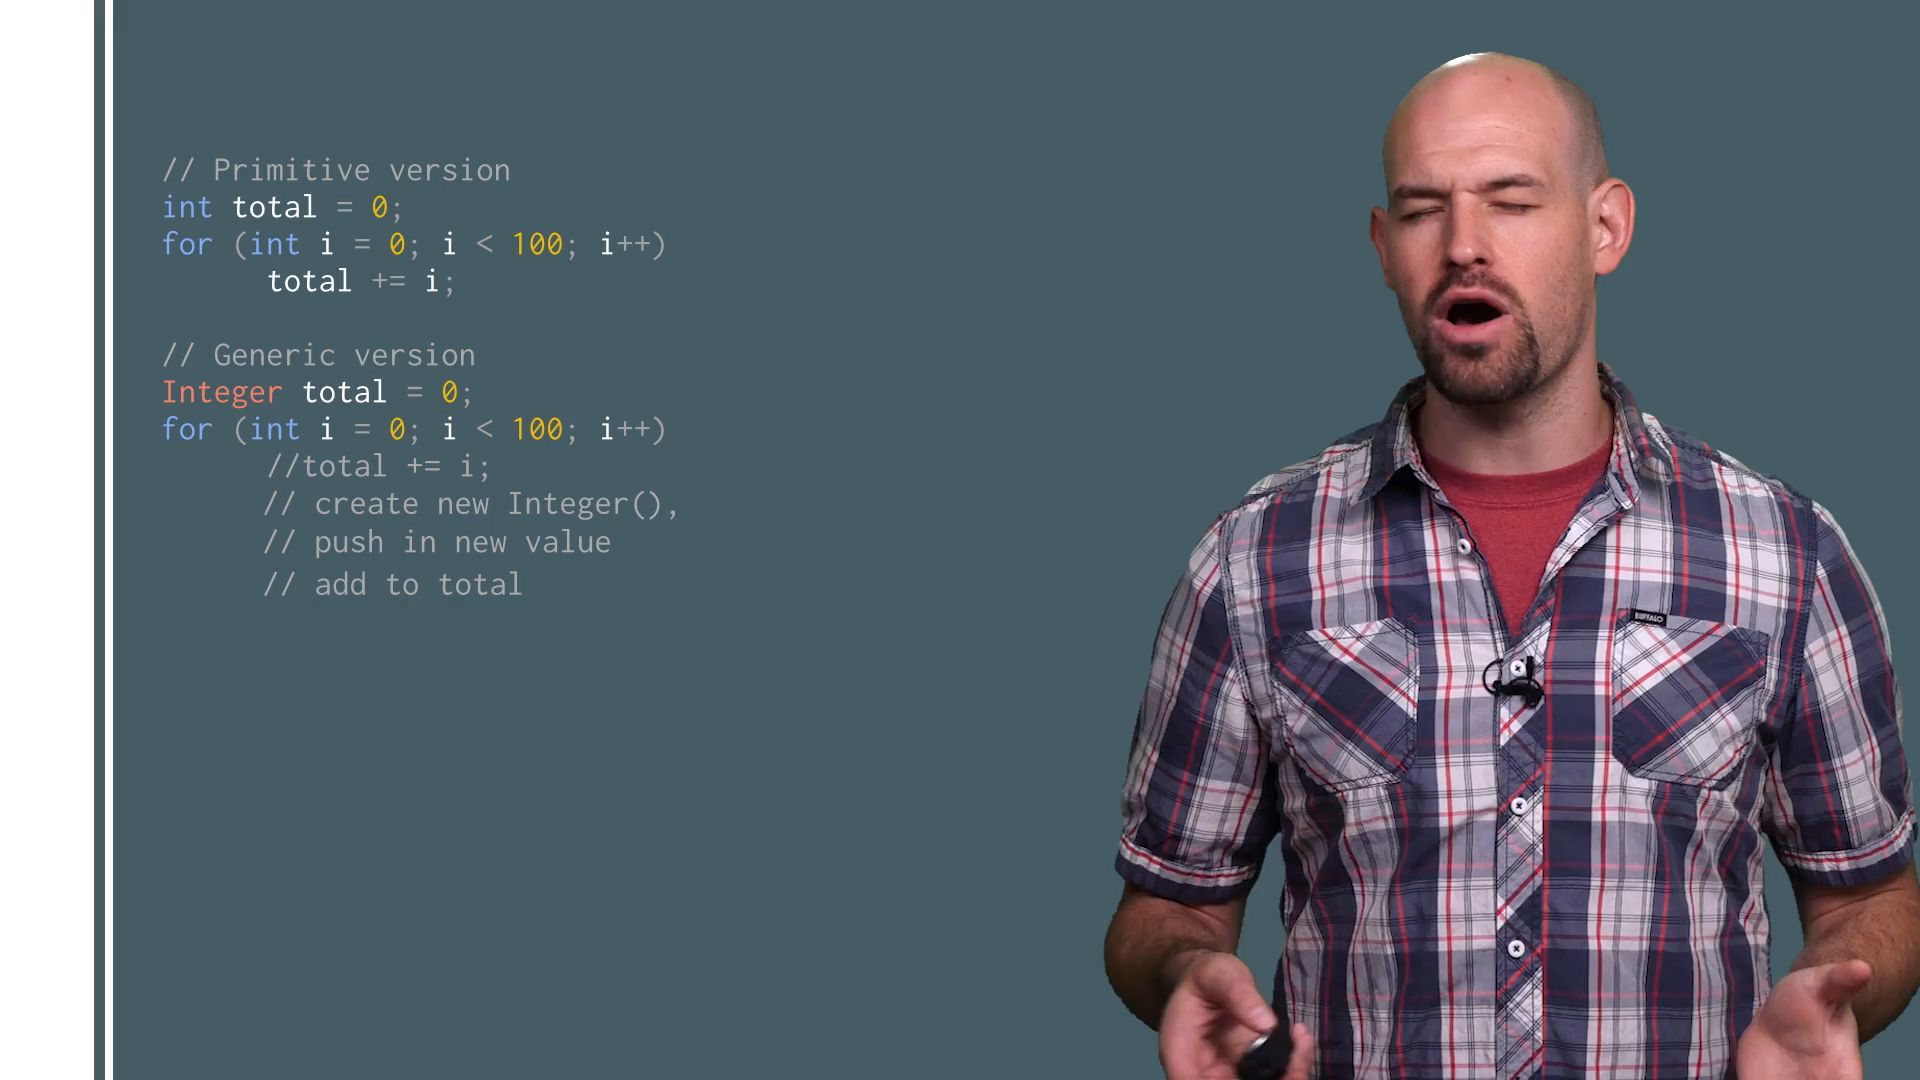 // Primitive version
int total = 0;
for (int i = 0; i < 100; i++)
total += i;
// Generic version
Integer total = 0;
for (int i = 0; i < 100; i++)
//total += i;
// create new Integer(),
// push in new value
// add to total
BUFFALO